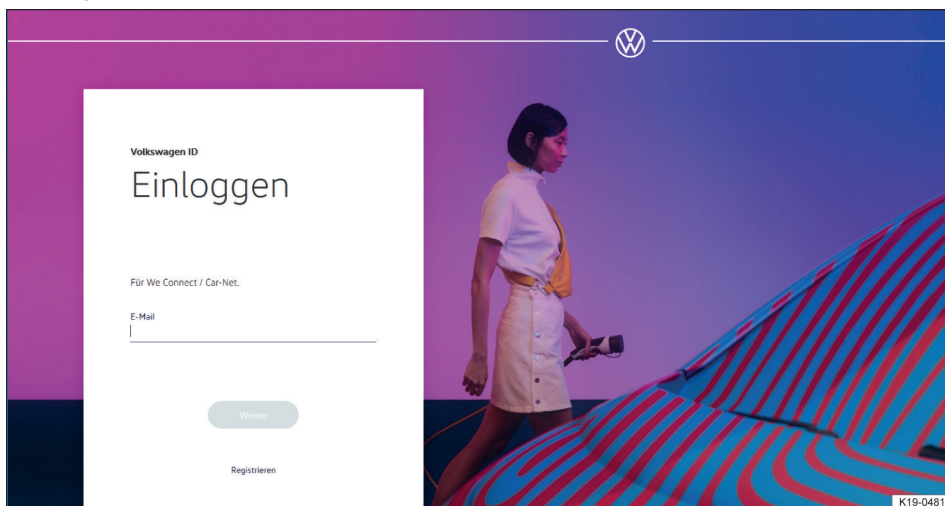 Volkswagen ID
Einloggen
Für We Connect / Car-Net.
E-Mail
Weiter
Registrieren
K19-0481